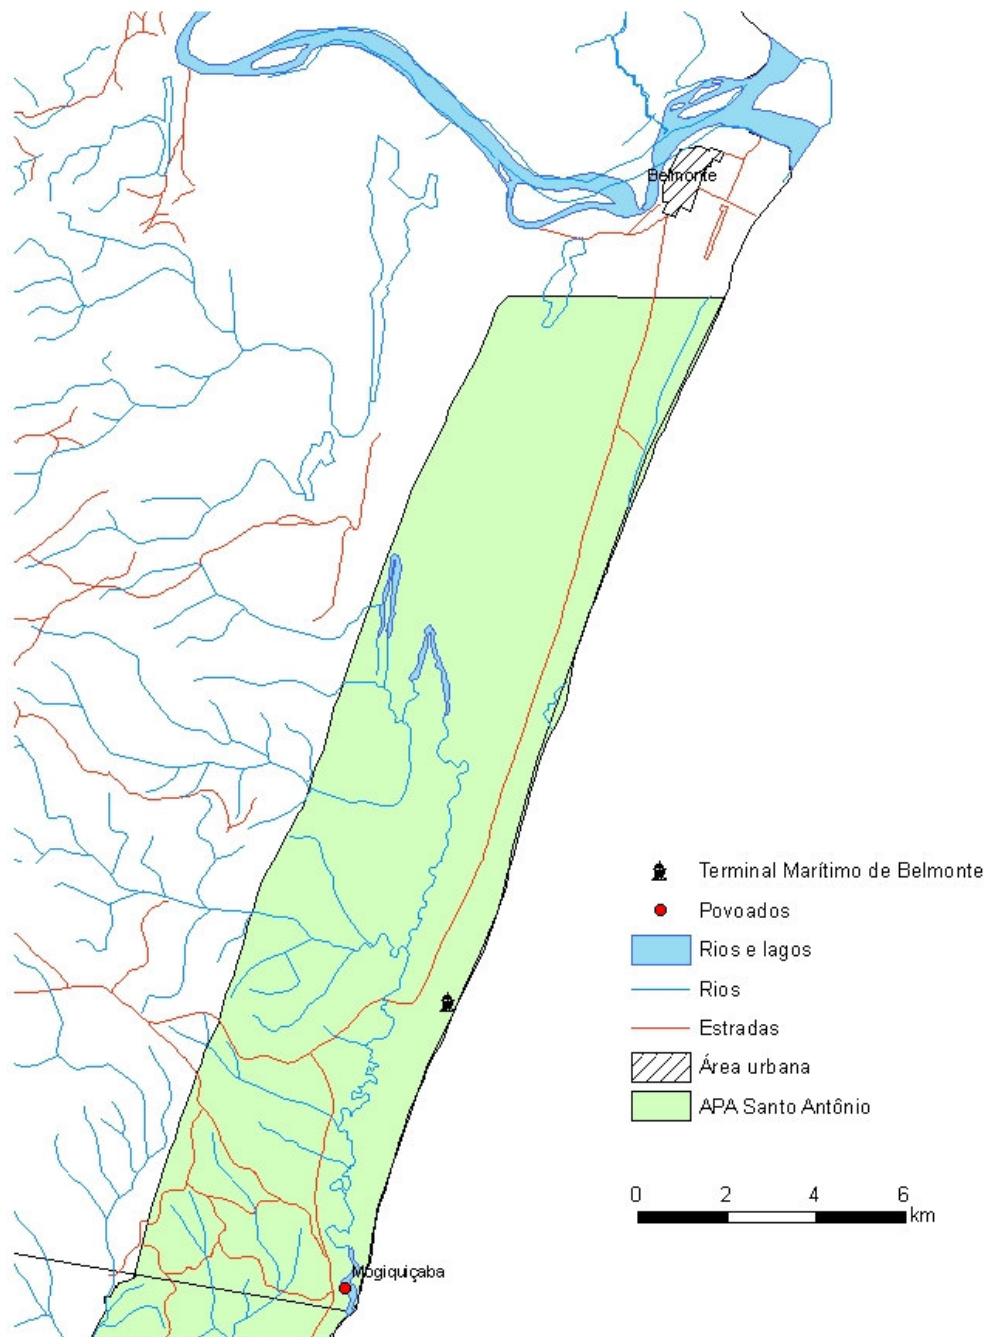 Belmonte
Terminal Marítimo de Belmonte
Povoados
Rios e lagos
Rios
Estradas
Área urbana
APA Santo Antônio
0 2 4 6
km
Mogiquiçaba